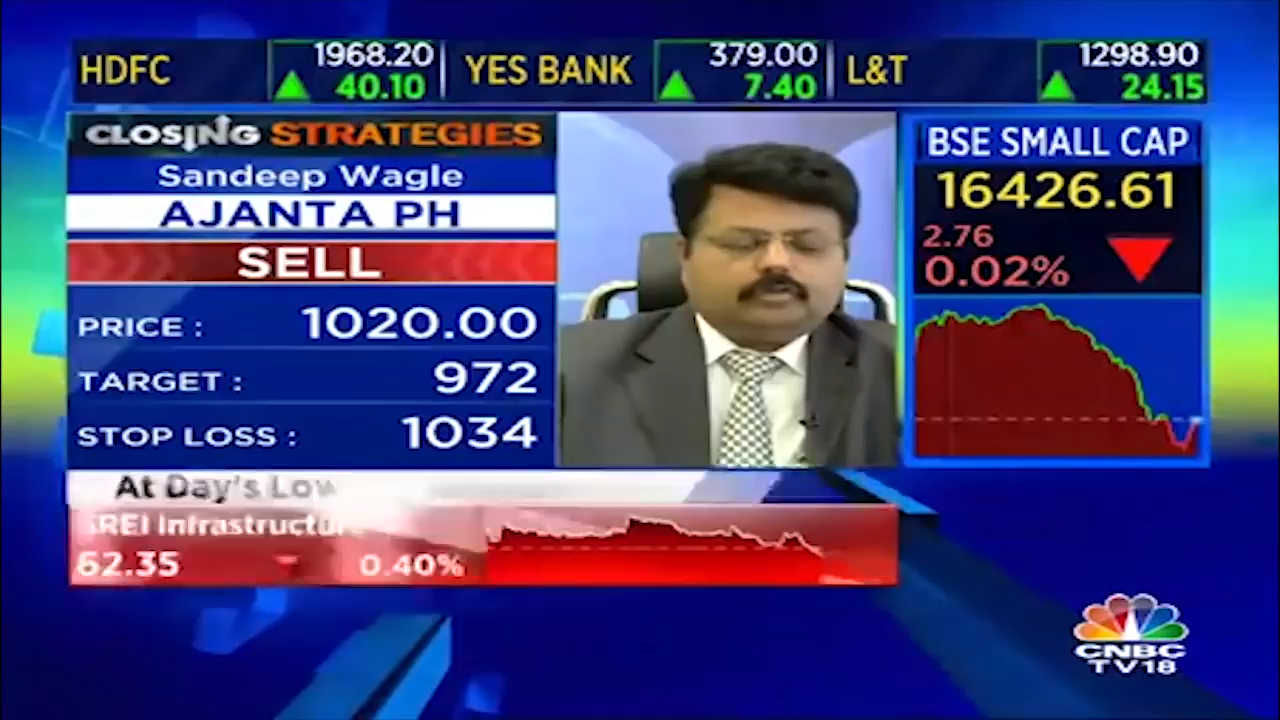 HDFC 1968.20 40.10 YES BANK 379.00 7.40 L&T 1298.90 24.15
CLOSING STRATEGIES
Sandeep Wagle
AJANTA PH
SELL
PRICE : 1020.00
TARGET : 972
STOP LOSS : 1034
BSE SMALL CAP
16426.61
2.76
0.02%
At Day's Low
SREI Infrastructure
62.35 0.40%
CNBC
TV18